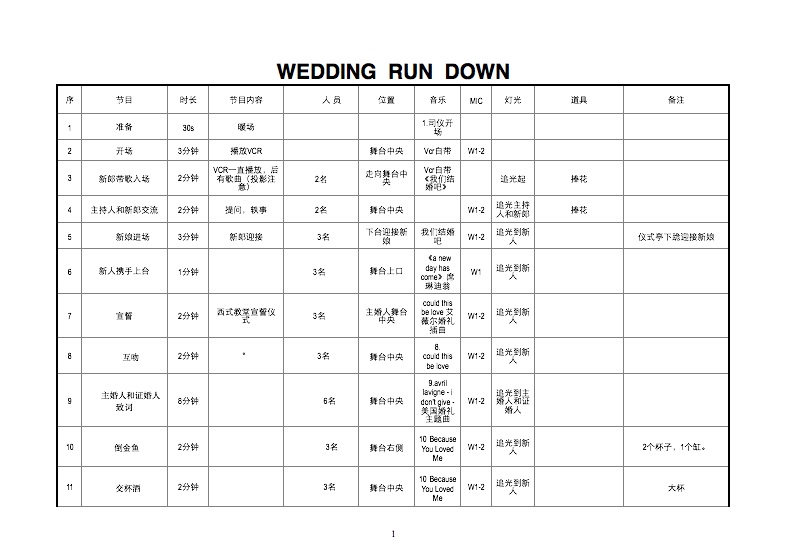 WEDDING RUN DOWN
序 节目 时长 节目内容 人 员 位置 音乐 MIC 灯光 道具 备注
1 准备 30s 暖场 1.司仪开
场
2 开场 3分钟 播放VCR 舞台中央 Vcr自带 W1-2
3 新郎带歌入场 2分钟 VCR一直播放,后
有歌曲(投影注
意) 2名 走向舞台中
央 Vcr自带
《我们结
婚吧》 追光起 捧花
4 主持人和新郎交流 2分钟 提问,轶事 2名 舞台中央 W1-2 追光主持
人和新郎 捧花
5 新娘进场 3分钟 新郎迎接 3名 下台迎接新
娘 我们结婚
吧 W1-2 追光到新
人 仪式亭下跪迎接新娘
6 新人携手上台 1分钟 3名 舞台上口 《a new
day has
come》席
琳迪翁 W1 追光到新
人
7 宣誓 2分钟 西式教堂宣誓仪
式 3名 主婚人舞台
中央 could this
be love 艾
薇尔婚礼
插曲 W1-2 追光到新
人
8 互吻 2分钟 * 3名 舞台中央 8.
could this
be love W1-2 追光到新
人
9 主婚人和证婚人
致词 8分钟 6名 舞台中央 9.avril
lavigne - i
don't give -
美国婚礼
主题曲 W1-2 追光到主
婚人和证
婚人
10 倒金鱼 2分钟 3名 舞台右侧 10 Because
You Loved
Me W1-2 追光到新
人 2个杯子,1个缸。
11 交杯酒 2分钟 3名 舞台中央 10 Because
You Loved
Me W1-2 追光到新
人 大杯
1